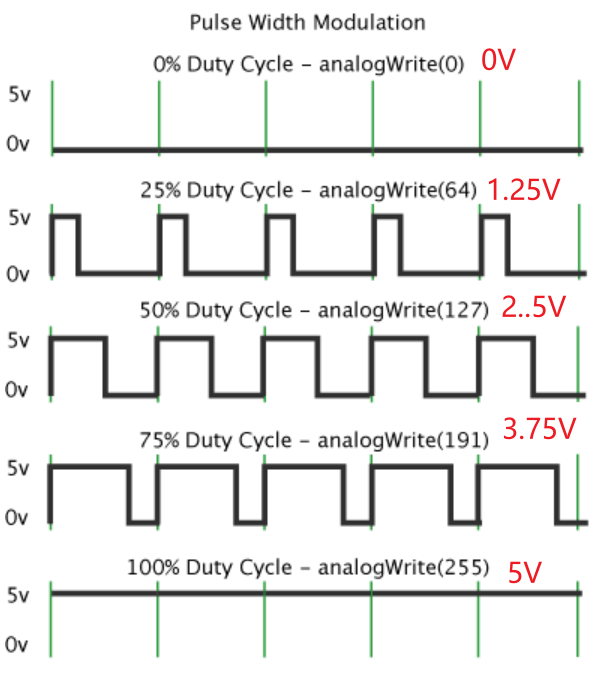 Pulse Width Modulation
0% Duty Cycle – analogWrite(0) 0V
5v
0v
25% Duty Cycle – analogWrite(64) 1.25V
5v
0v
50% Duty Cycle – analogWrite(127) 2..5V
5v
0v
75% Duty Cycle – analogWrite(191) 3.75V
5v
0v
100% Duty Cycle – analogWrite(255) 5V
5v
0v